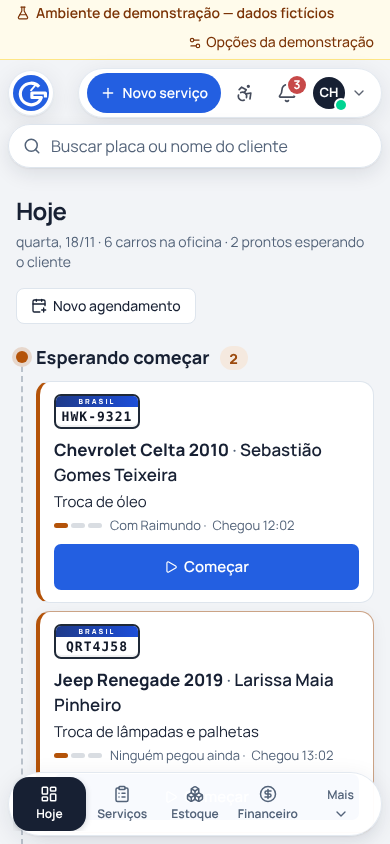 Ambiente de demonstração — dados fictícios
Opções da demonstração
Novo serviço
3
CH
Buscar placa ou nome do cliente
Hoje
quarta, 18/11 · 6 carros na oficina · 2 prontos esperando
o cliente
Novo agendamento
Esperando começar 2
BRASIL
HWK-9321
Chevrolet Celta 2010 · Sebastião
Gomes Teixeira
Troca de óleo
Com Raimundo · Chegou 12:02
Começar
BRASIL
QRT4J58
Jeep Renegade 2019 · Larissa Maia
Pinheiro
Troca de lâmpadas e palhetas
Ninguém pegou ainda · Chegou 13:02
Hoje
Serviços
Estoque
Financeiro
Mais